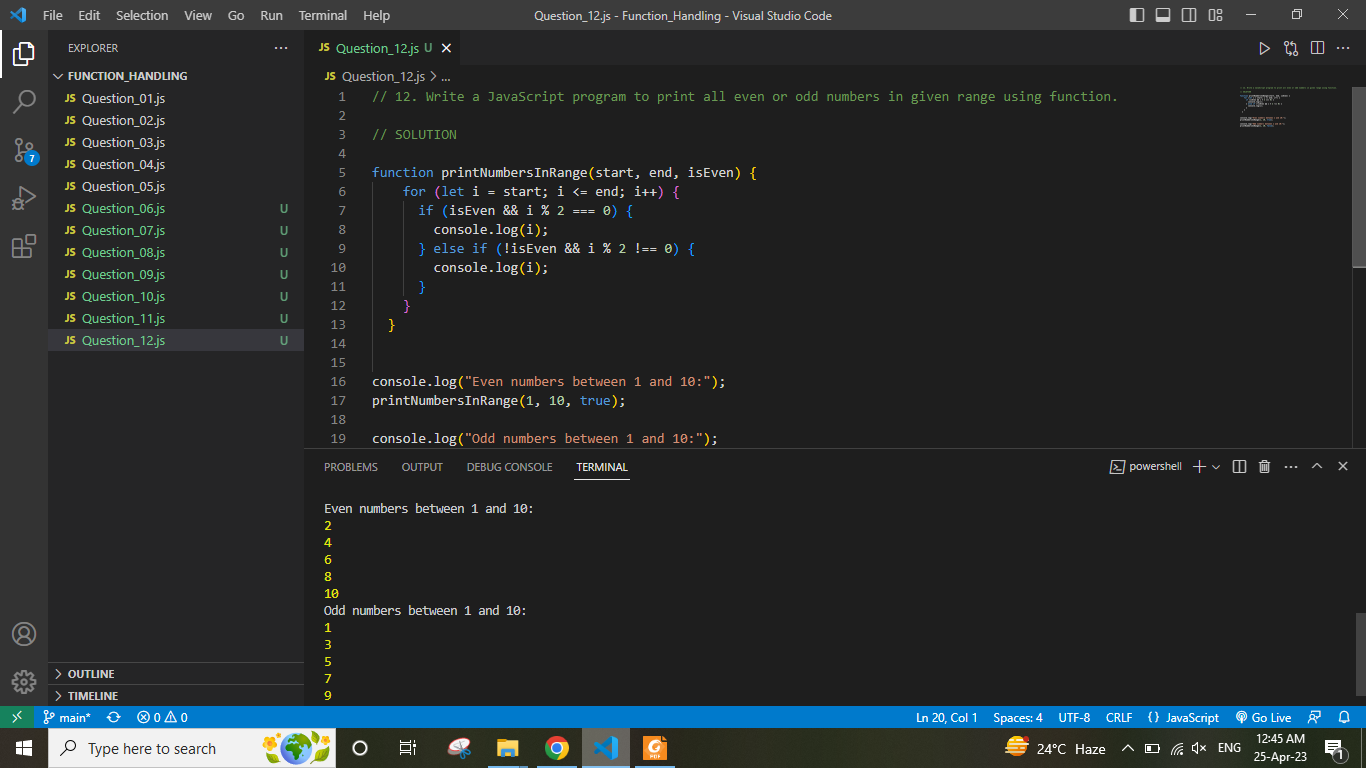 File Edit Selection View Go Run Terminal Help Question_12.js - Function_Handling - Visual Studio Code
EXPLORER
FUNCTION_HANDLING
JS Question_01.js
JS Question_02.js
JS Question_03.js
JS Question_04.js
JS Question_05.js
JS Question_06.js U
JS Question_07.js U
JS Question_08.js U
JS Question_09.js U
JS Question_10.js U
JS Question_11.js U
JS Question_12.js U
7
OUTLINE
TIMELINE
JS Question_12.js U
JS Question_12.js > ...
1 // 12. Write a JavaScript program to print all even or odd numbers in given range using function.
2
3 // SOLUTION
4
5 function printNumbersInRange(start, end, isEven) {
6 for (let i = start; i <= end; i++) {
7 if (isEven && i % 2 === 0) {
8 console.log(i);
9 } else if (!isEven && i % 2 !== 0) {
10 console.log(i);
11 }
12 }
13 }
14
15
16 console.log("Even numbers between 1 and 10:");
17 printNumbersInRange(1, 10, true);
18
19 console.log("Odd numbers between 1 and 10:");
PROBLEMS OUTPUT DEBUG CONSOLE TERMINAL powershell
Even numbers between 1 and 10:
2
4
6
8
10
Odd numbers between 1 and 10:
1
3
5
7
9
main* 0 0 Ln 20, Col 1 Spaces: 4 UTF-8 CRLF {} JavaScript Go Live
Type here to search 24°C Haze ENG 12:45 AM
25-Apr-23 1